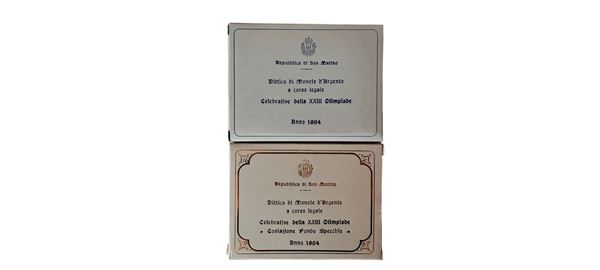 Repubblica di San Marino
Dittico di Monete d'Argento
a corso legale
Celebrative della XXIII Olimpiade
Anno 1984
Repubblica di San Marino
Dittico di Monete d'Argento
a corso legale
Celebrative della XXIII Olimpiade
- Coniazione Fondo Specchio -
Anno 1984